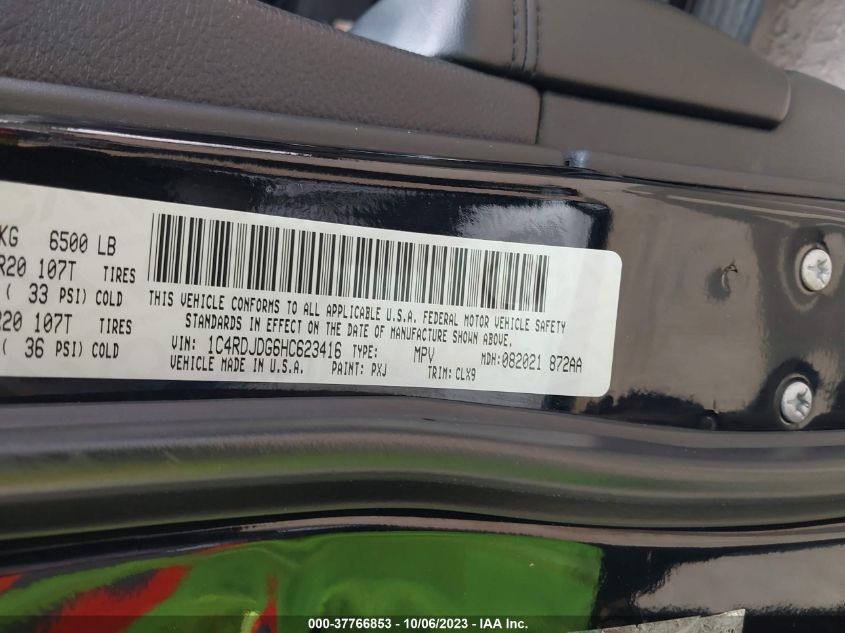 KG 6500 LB
R20 107T TIRES
( 33 PSI) COLD
R20 107T TIRES
( 36 PSI) COLD
THIS VEHICLE CONFORMS TO ALL APPLICABLE U.S.A. FEDERAL MOTOR VEHICLE SAFETY
STANDARDS IN EFFECT ON THE DATE OF MANUFACTURE SHOWN ABOVE.
VIN: 1C4RDJDG6HC623416 TYPE: MPV MDH:082021 872AA
VEHICLE MADE IN U.S.A. PAINT: PXJ TRIM: CLX9
000-37766853 - 10/06/2023 - IAA Inc.